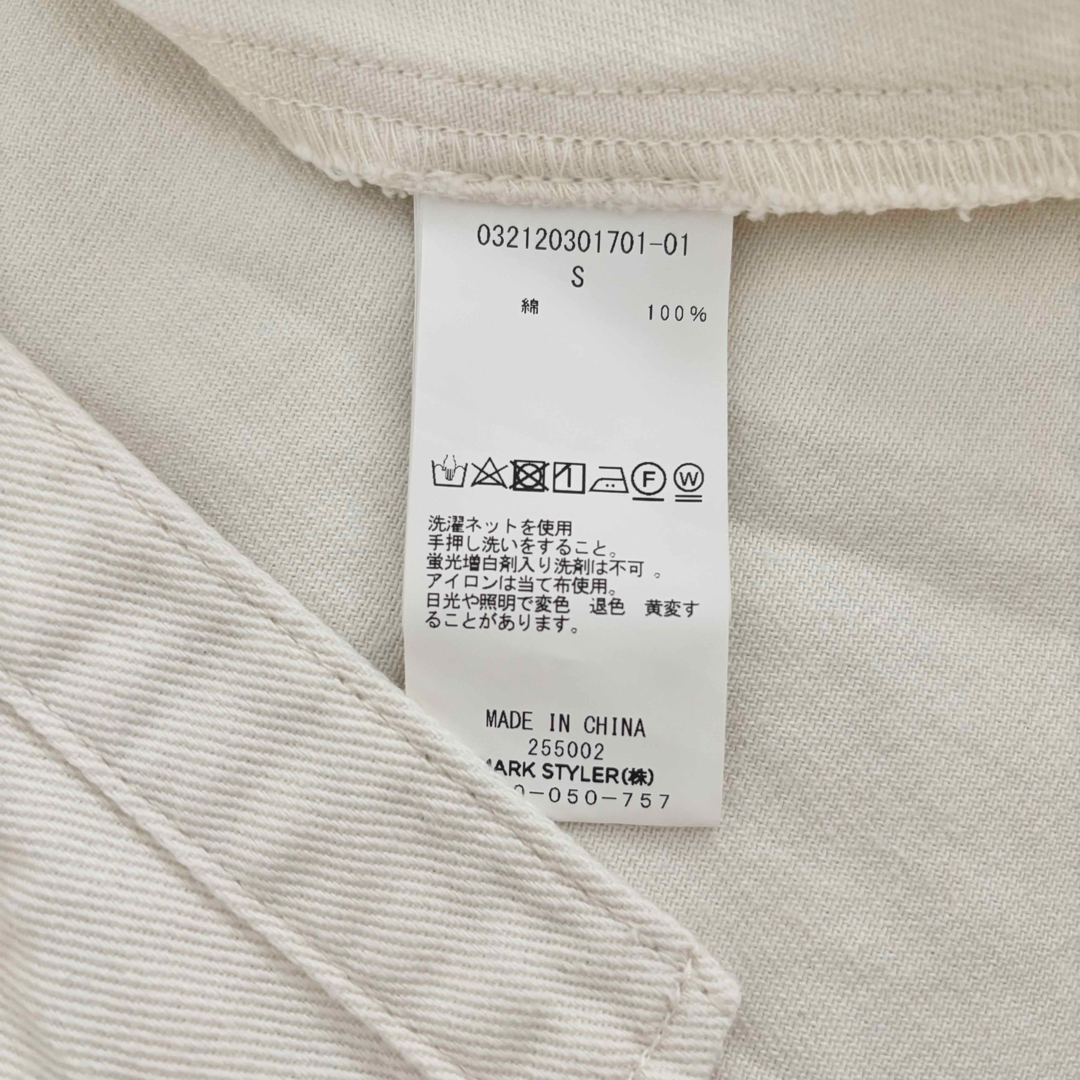 032120301701-01
S
綿 100%
F W
洗濯ネットを使用
手押し洗いをすること。
蛍光増白剤入り洗剤は不可 。
アイロンは当て布使用。
日光や照明で変色 退色 黄変す
ることがあります。
MADE IN CHINA
255002
MARK STYLER(株)
0-050-757